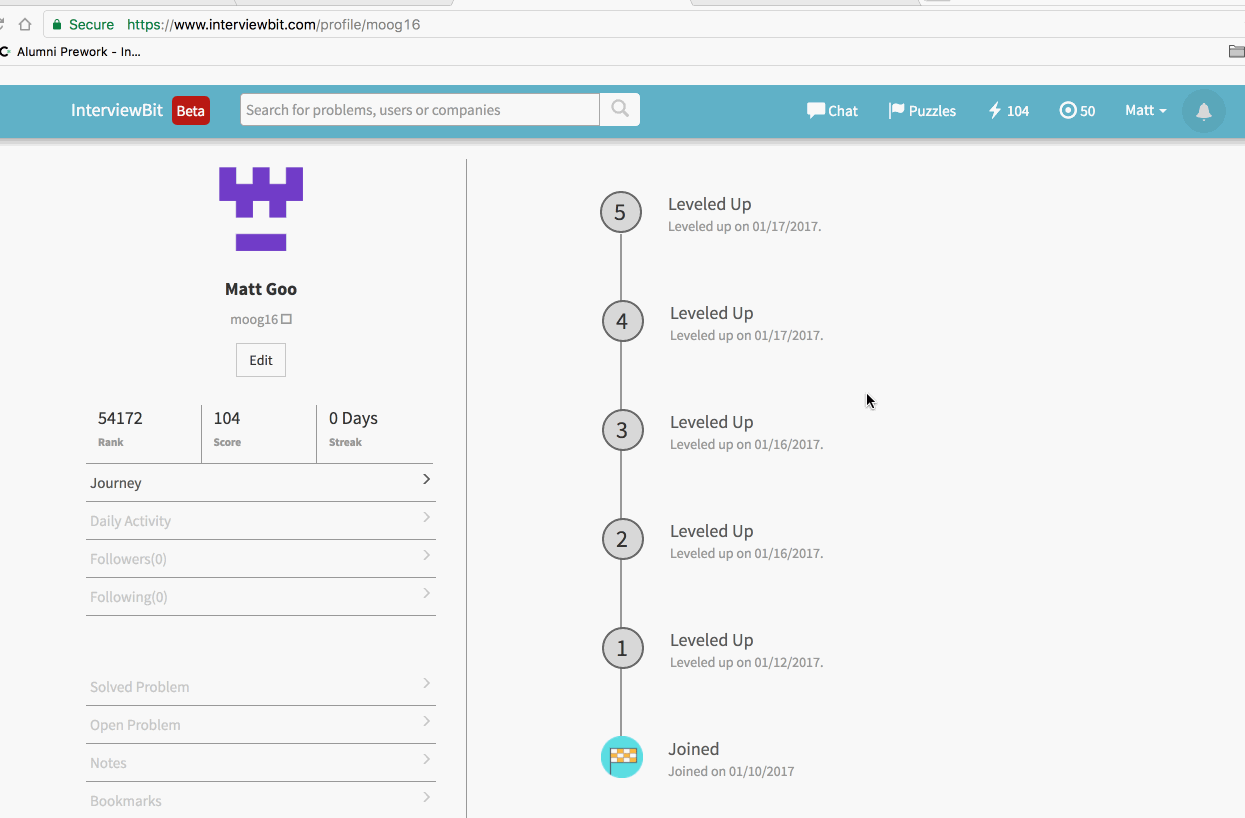 Secure https://www.interviewbit.com/profile/moog16
Alumni Prework - In...
InterviewBit Beta Search for problems, users or companies Chat Puzzles 104 50 Matt
Matt Goo
moog16
Edit
54172 104 0 Days
Rank Score Streak
Journey
Daily Activity
Followers(0)
Following(0)
Solved Problem
Open Problem
Notes
Bookmarks
5 Leveled Up
Leveled up on 01/17/2017.
4 Leveled Up
Leveled up on 01/17/2017.
3 Leveled Up
Leveled up on 01/16/2017.
2 Leveled Up
Leveled up on 01/16/2017.
1 Leveled Up
Leveled up on 01/12/2017.
Joined
Joined on 01/10/2017